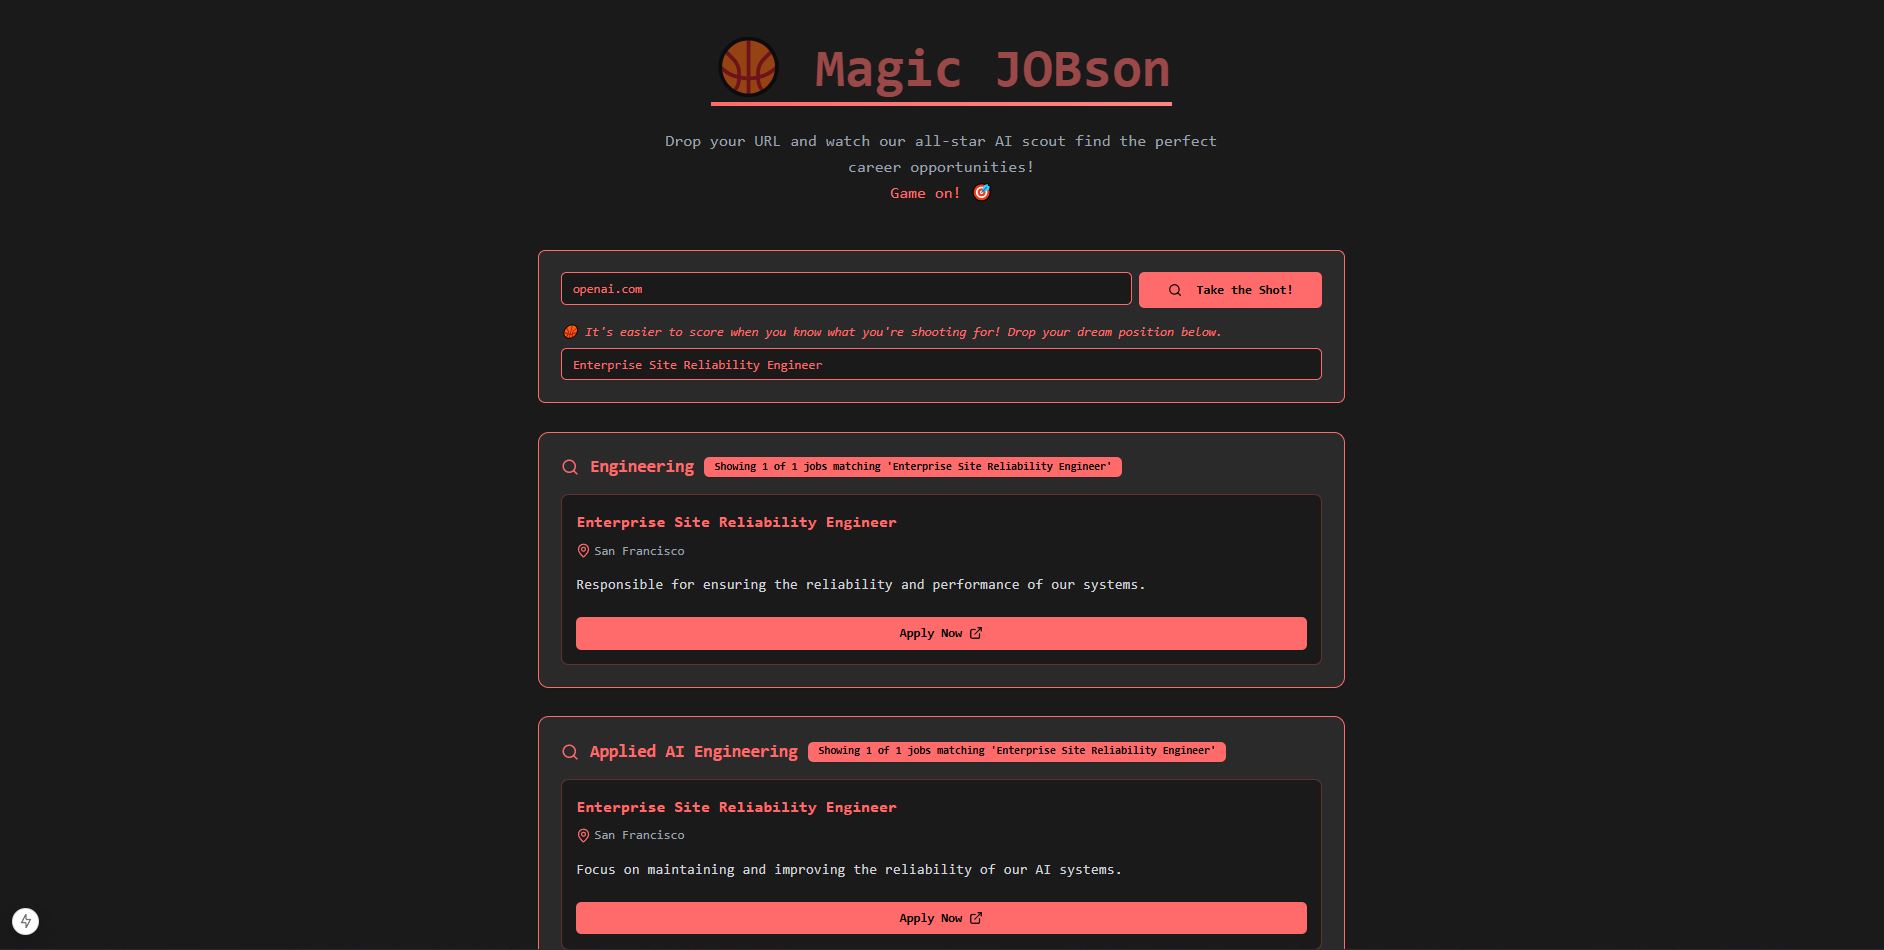 Magic JOBson
Drop your URL and watch our all-star AI scout find the perfect
career opportunities!
Game on!
openai.com
Take the Shot!
It's easier to score when you know what you're shooting for! Drop your dream position below.
Enterprise Site Reliability Engineer
Engineering
Showing 1 of 1 jobs matching 'Enterprise Site Reliability Engineer'
Enterprise Site Reliability Engineer
San Francisco
Responsible for ensuring the reliability and performance of our systems.
Apply Now
Applied AI Engineering
Showing 1 of 1 jobs matching 'Enterprise Site Reliability Engineer'
Enterprise Site Reliability Engineer
San Francisco
Focus on maintaining and improving the reliability of our AI systems.
Apply Now